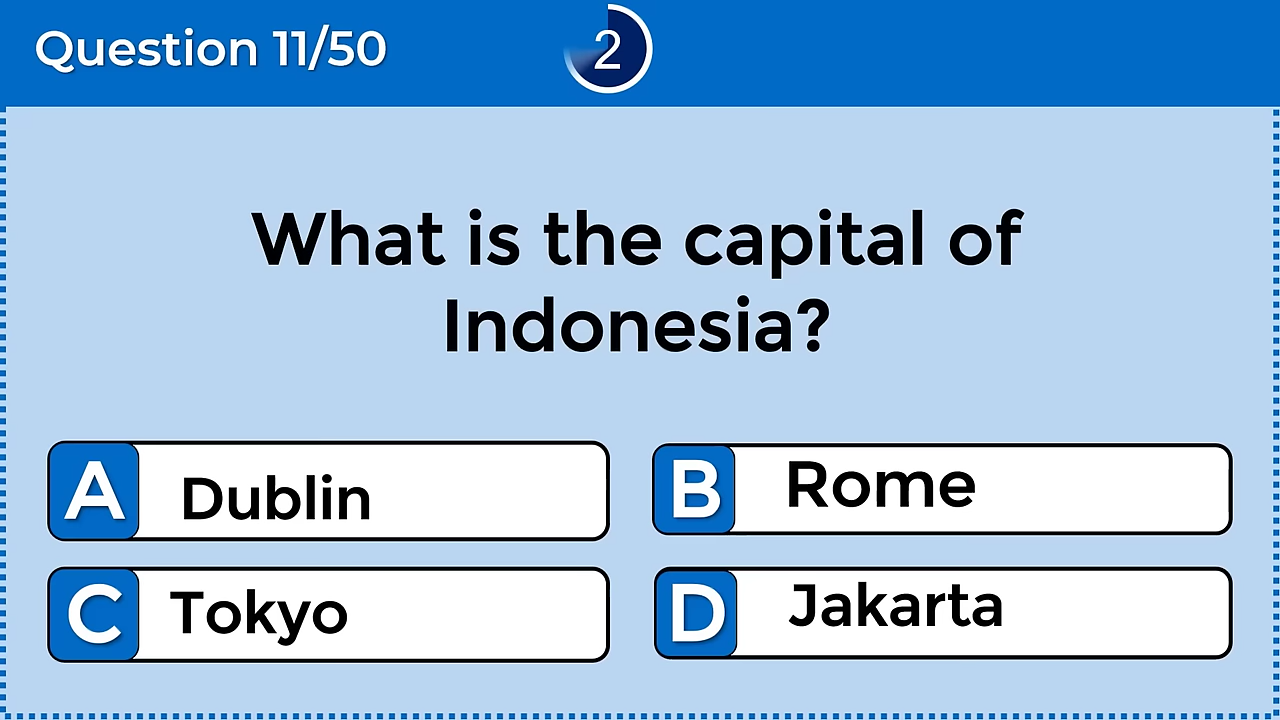 Question 11/50
2
What is the capital of
Indonesia?
A Dublin
B Rome
C Tokyo
D Jakarta